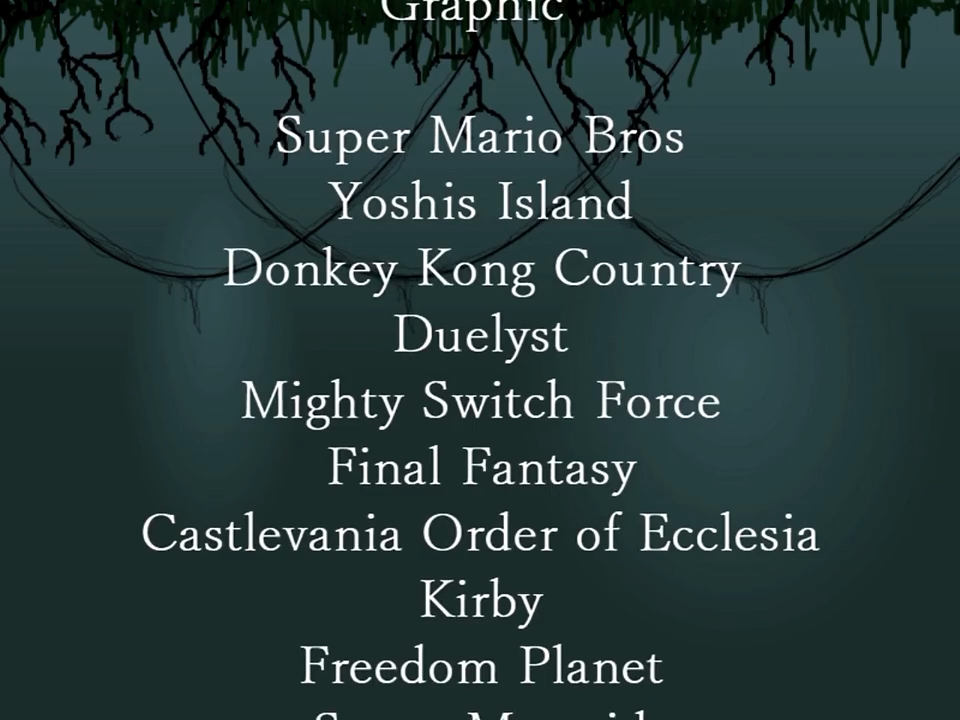 Graphic
Super Mario Bros
Yoshis Island
Donkey Kong Country
Duelyst
Mighty Switch Force
Final Fantasy
Castlevania Order of Ecclesia
Kirby
Freedom Planet